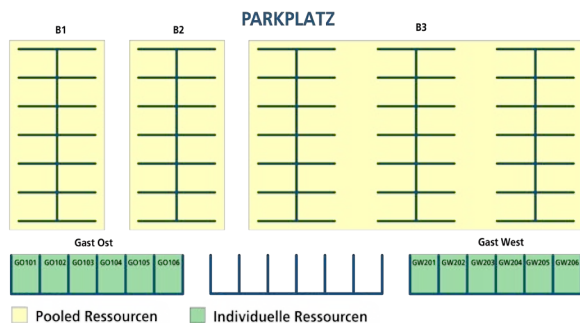 PARKPLATZ
B1 B2 B3
Gast Ost Gast West
GO101 GO102 GO103 GO104 GO105 GO106 GW201 GW202 GW203 GW204 GW205 GW206
Pooled Ressourcen Individuelle Ressourcen